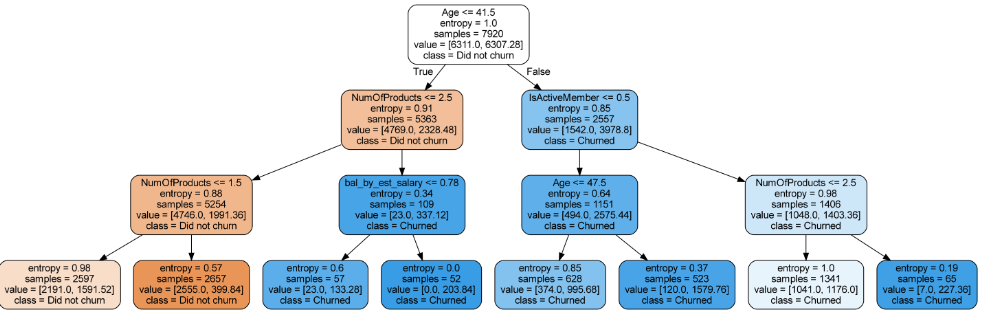 Age <= 41.5
entropy = 1.0
samples = 7920
value = [6311.0, 6307.28]
class = Did not churn
True
False
NumOfProducts <= 2.5
entropy = 0.91
samples = 5363
value = [4769.0, 2328.48]
class = Did not churn
IsActiveMember <= 0.5
entropy = 0.85
samples = 2557
value = [1542.0, 3978.8]
class = Churned
NumOfProducts <= 1.5
entropy = 0.88
samples = 5254
value = [4746.0, 1991.36]
class = Did not churn
bal_by_est_salary <= 0.78
entropy = 0.34
samples = 109
value = [23.0, 337.12]
class = Churned
Age <= 47.5
entropy = 0.64
samples = 1151
value = [494.0, 2575.44]
class = Churned
NumOfProducts <= 2.5
entropy = 0.98
samples = 1406
value = [1048.0, 1403.36]
class = Churned
entropy = 0.98
samples = 2597
value = [2191.0, 1591.52]
class = Did not churn
entropy = 0.57
samples = 2657
value = [2555.0, 399.84]
class = Did not churn
entropy = 0.6
samples = 57
value = [23.0, 133.28]
class = Churned
entropy = 0.0
samples = 52
value = [0.0, 203.84]
class = Churned
entropy = 0.85
samples = 628
value = [374.0, 995.68]
class = Churned
entropy = 0.37
samples = 523
value = [120.0, 1579.76]
class = Churned
entropy = 1.0
samples = 1341
value = [1041.0, 1176.0]
class = Churned
entropy = 0.19
samples = 65
value = [7.0, 227.36]
class = Churned